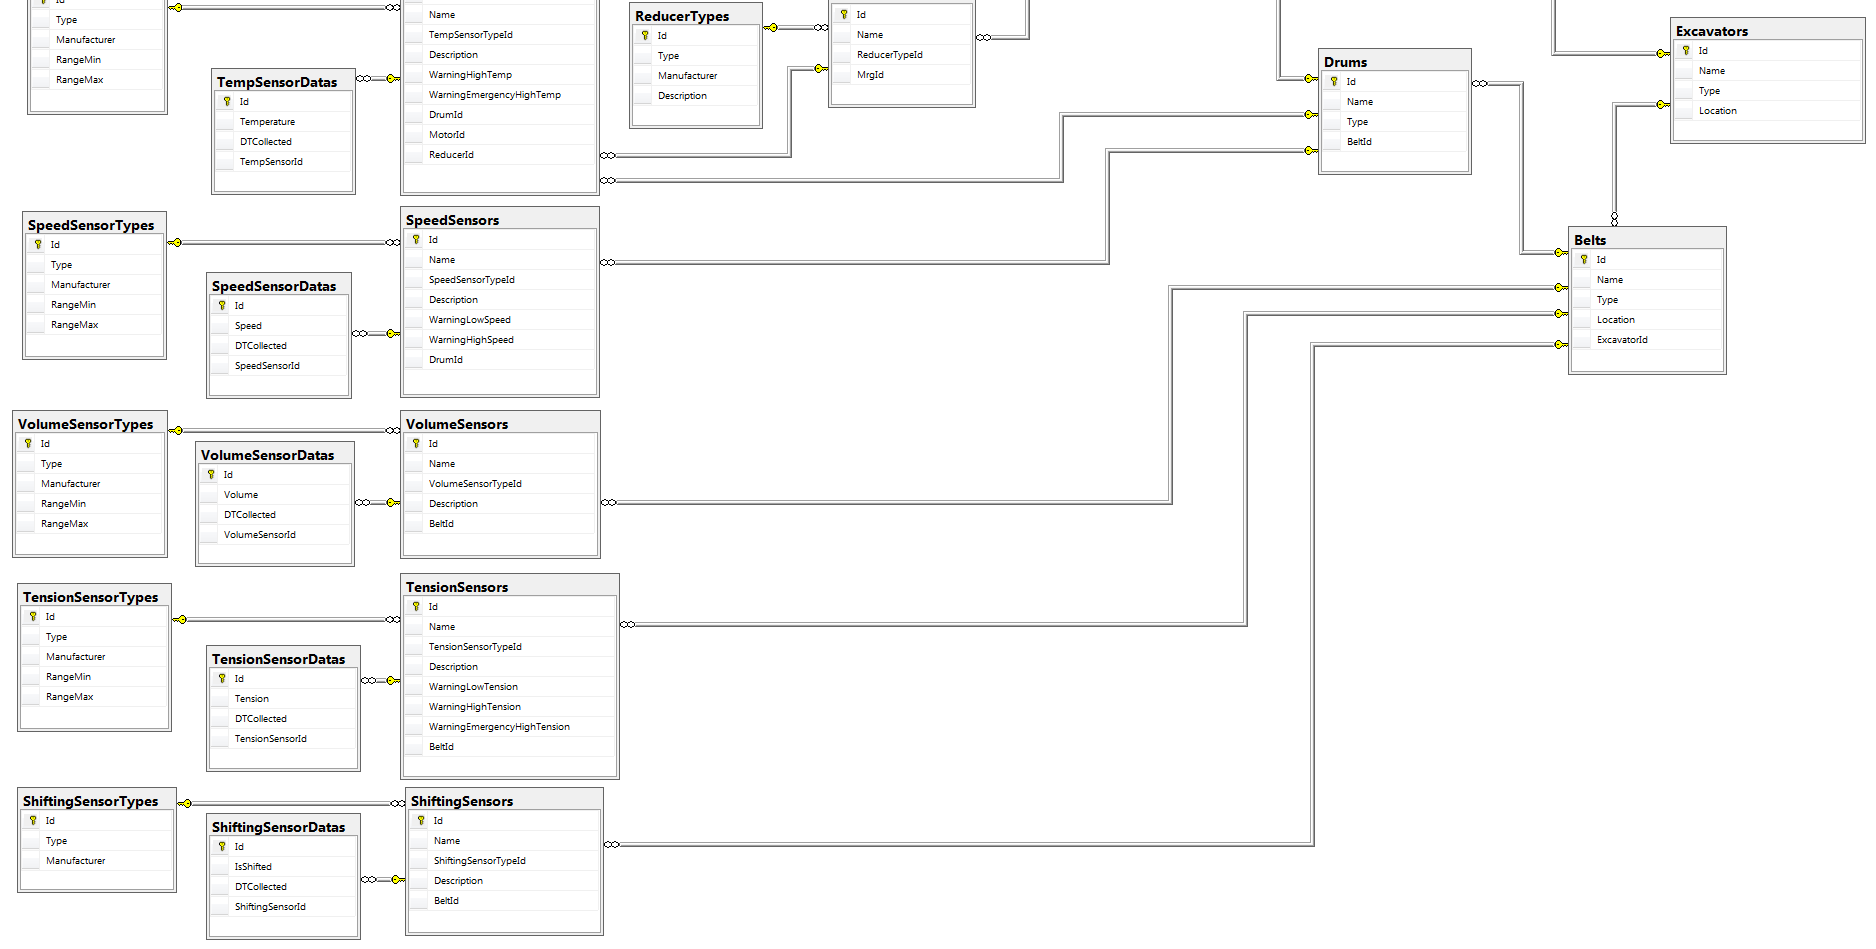 Id
Type
Manufacturer
RangeMin
RangeMax
TempSensorDatas
Id
Temperature
DTCollected
TempSensorId
Name
TempSensorTypeId
Description
WarningHighTemp
WarningEmergencyHighTemp
DrumId
MotorId
ReducerId
ReducerTypes
Id
Type
Manufacturer
Description
Id
Name
ReducerTypeId
MrgId
Drums
Id
Name
Type
BeltId
Excavators
Id
Name
Type
Location
SpeedSensorTypes
Id
Type
Manufacturer
RangeMin
RangeMax
SpeedSensorDatas
Id
Speed
DTCollected
SpeedSensorId
SpeedSensors
Id
Name
SpeedSensorTypeId
Description
WarningLowSpeed
WarningHighSpeed
DrumId
Belts
Id
Name
Type
Location
ExcavatorId
VolumeSensorTypes
Id
Type
Manufacturer
RangeMin
RangeMax
VolumeSensorDatas
Id
Volume
DTCollected
VolumeSensorId
VolumeSensors
Id
Name
VolumeSensorTypeId
Description
BeltId
TensionSensorTypes
Id
Type
Manufacturer
RangeMin
RangeMax
TensionSensorDatas
Id
Tension
DTCollected
TensionSensorId
TensionSensors
Id
Name
TensionSensorTypeId
Description
WarningLowTension
WarningHighTension
WarningEmergencyHighTension
BeltId
ShiftingSensorTypes
Id
Type
Manufacturer
ShiftingSensorDatas
Id
IsShifted
DTCollected
ShiftingSensorId
ShiftingSensors
Id
Name
ShiftingSensorTypeId
Description
BeltId